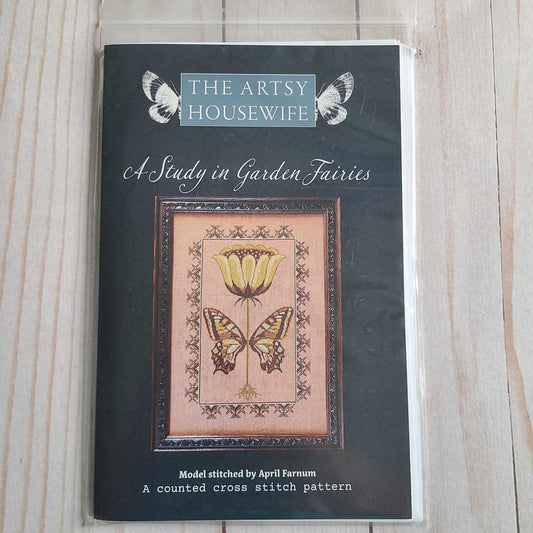 THE ARTSY
HOUSEWIFE
A Study in Garden Fairies
Model stitched by April Farnum
A counted cross stitch pattern